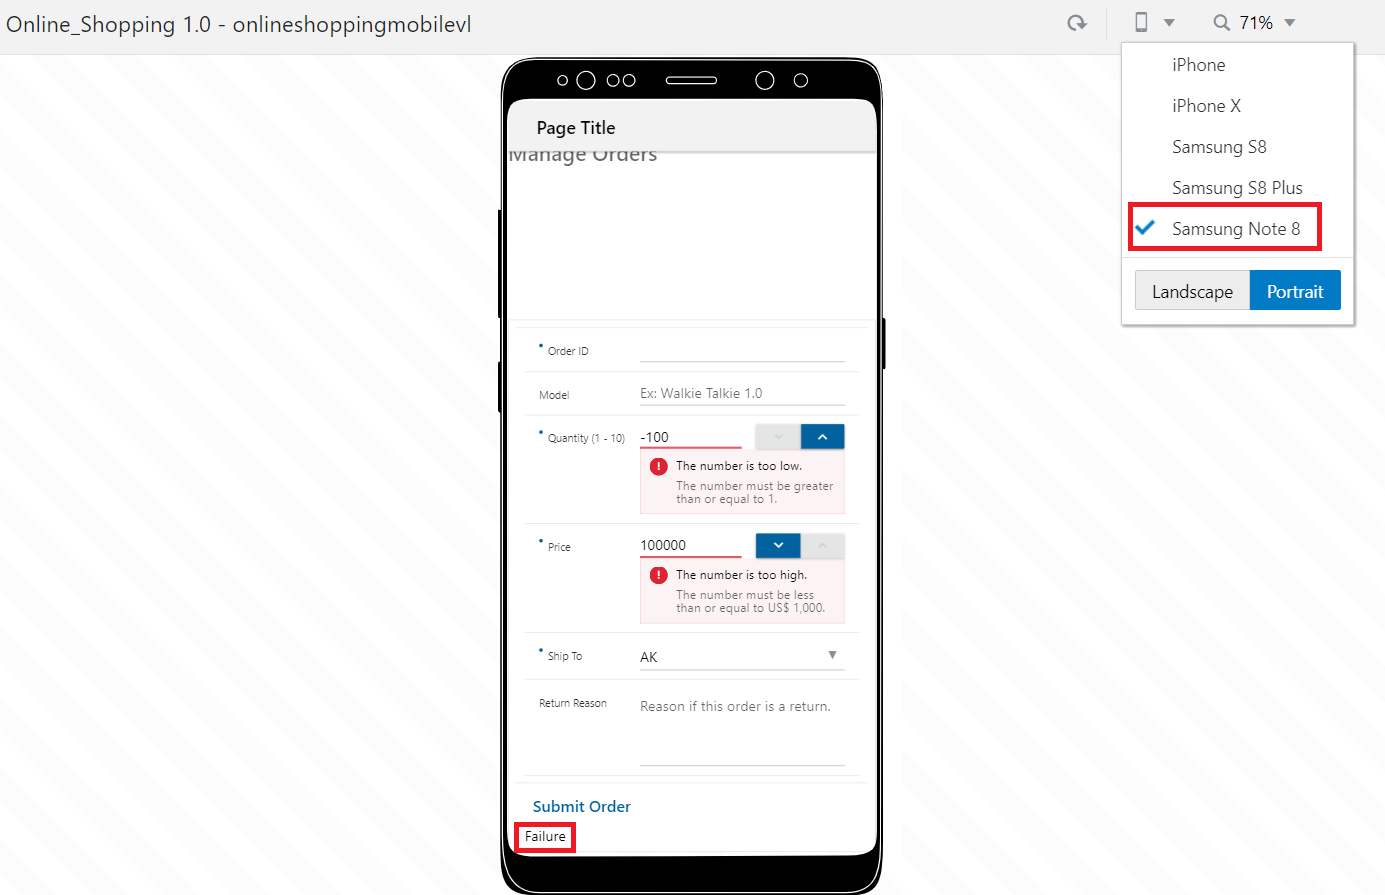 Online_Shopping 1.0 - onlineshoppingmobilevl
71%
iPhone
iPhone X
Samsung S8
Samsung S8 Plus
Samsung Note 8
Landscape Portrait
Page Title
Manage Orders
Order ID
Model Ex: Walkie Talkie 1.0
Quantity (1 - 10) -100
The number is too low.
The number must be greater
than or equal to 1.
Price 100000
The number is too high.
The number must be less
than or equal to US$ 1,000.
Ship To AK
Return Reason Reason if this order is a return.
Submit Order
Failure